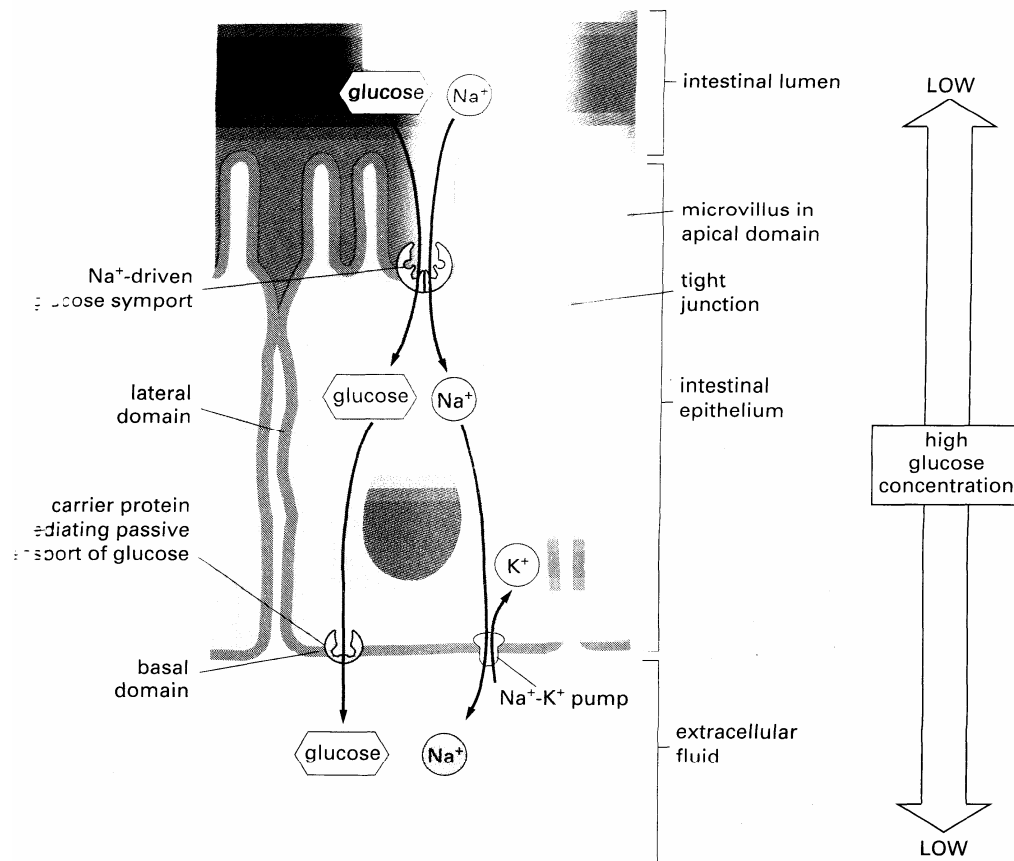 glucose
Na⁺
intestinal lumen
LOW
microvillus in
apical domain
Na⁺-driven
symport
tight
junction
glucose
Na⁺
lateral
domain
intestinal
epithelium
high
glucose
concentration
carrier protein
passive
of glucose
K⁺
basal
domain
Na⁺-K⁺ pump
glucose
Na⁺
extracellular
fluid
LOW